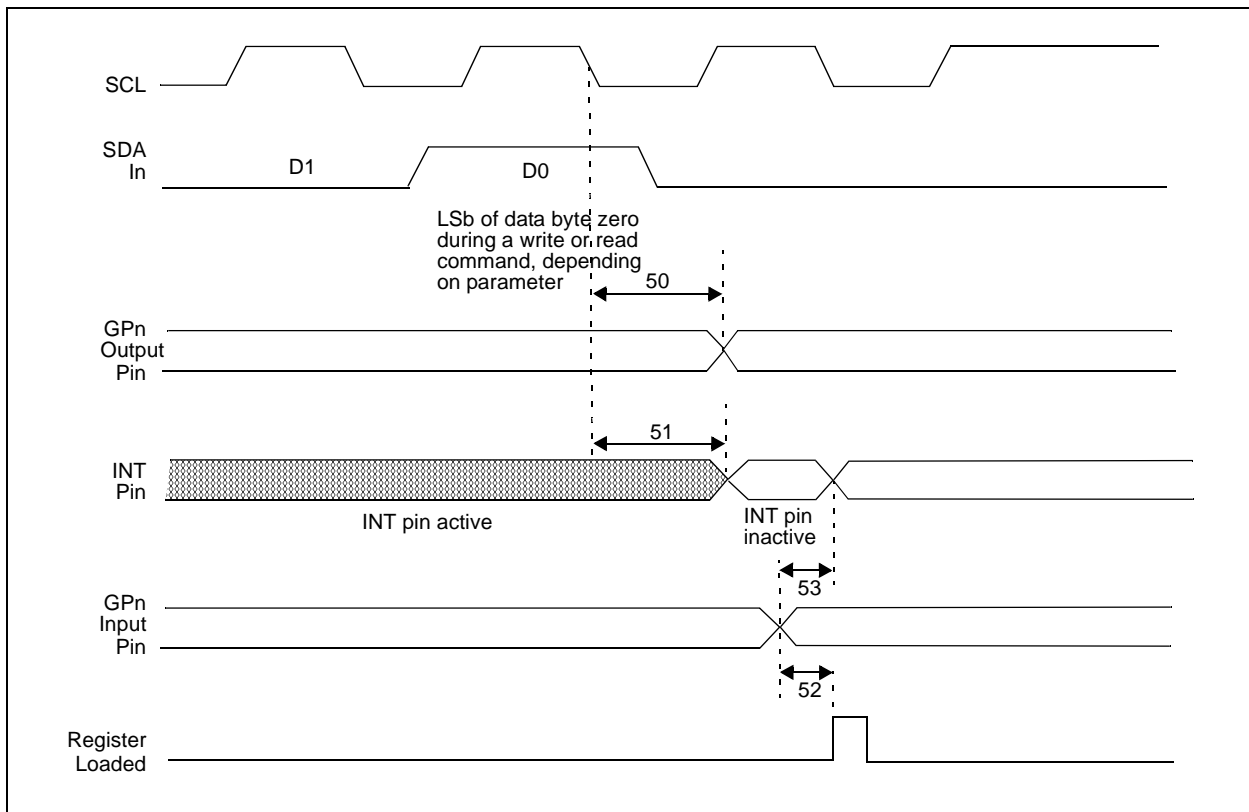 SCL
SDA
In
D1
D0
LSb of data byte zero
during a write or read
command, depending
on parameter
50
GPn
Output
Pin
51
INT
Pin
INT pin active
INT pin
inactive
53
GPn
Input
Pin
52
Register
Loaded